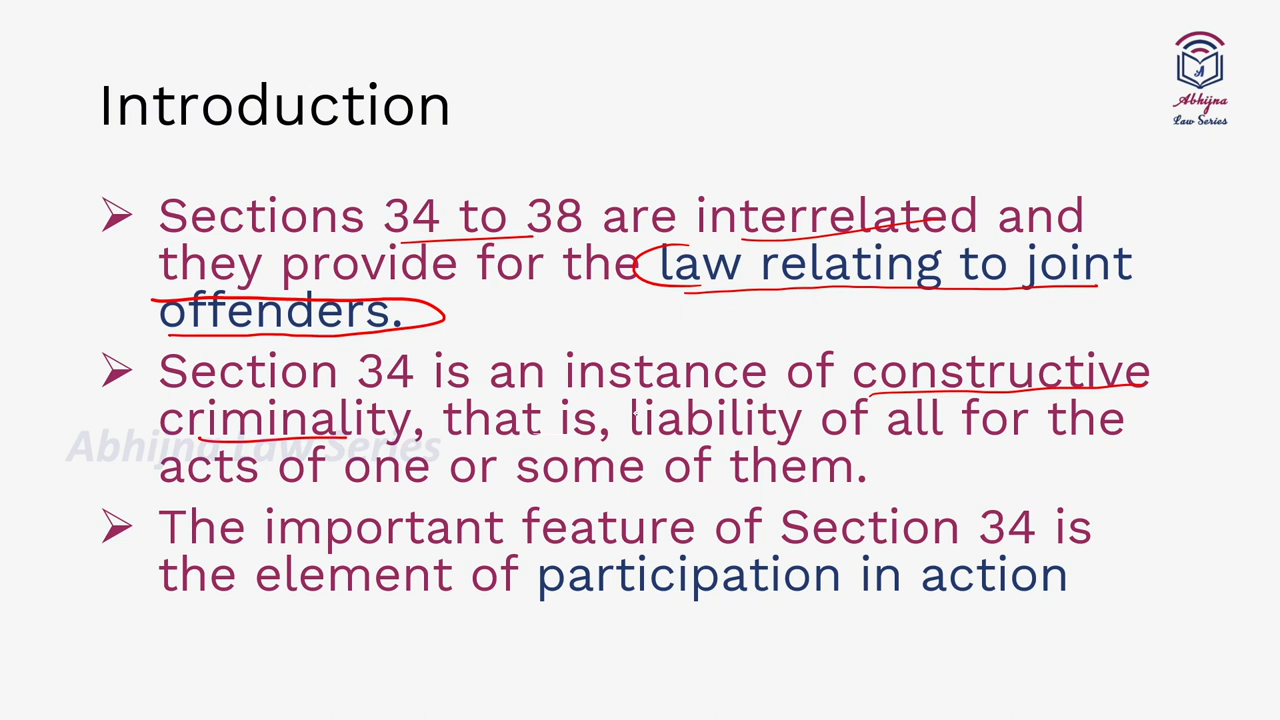 Abhijna
Law Series
Introduction
Sections 34 to 38 are interrelated and
they provide for the law relating to joint
offenders.
Section 34 is an instance of constructive
criminality, that is, liability of all for the
acts of one or some of them.
Abhijna Law Series
The important feature of Section 34 is
the element of participation in action